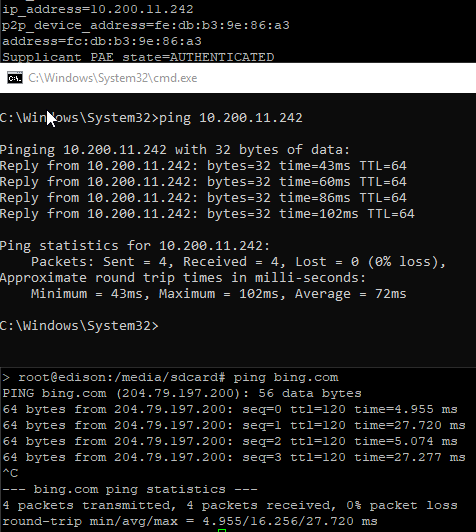 ip_address=10.200.11.242
p2p_device_address=fe:db:b3:9e:86:a3
address=fc:db:b3:9e:86:a3
Supplicant PAE state=AUTHENTICATED
C:\Windows\System32\cmd.exe
C:\Windows\System32>ping 10.200.11.242
Pinging 10.200.11.242 with 32 bytes of data:
Reply from 10.200.11.242: bytes=32 time=43ms TTL=64
Reply from 10.200.11.242: bytes=32 time=60ms TTL=64
Reply from 10.200.11.242: bytes=32 time=86ms TTL=64
Reply from 10.200.11.242: bytes=32 time=102ms TTL=64
Ping statistics for 10.200.11.242:
Packets: Sent = 4, Received = 4, Lost = 0 (0% loss),
Approximate round trip times in milli-seconds:
Minimum = 43ms, Maximum = 102ms, Average = 72ms
C:\Windows\System32>
> root@edison:/media/sdcard# ping bing.com
PING bing.com (204.79.197.200): 56 data bytes
64 bytes from 204.79.197.200: seq=0 ttl=120 time=4.955 ms
64 bytes from 204.79.197.200: seq=1 ttl=120 time=27.720 ms
64 bytes from 204.79.197.200: seq=2 ttl=120 time=5.074 ms
64 bytes from 204.79.197.200: seq=3 ttl=120 time=27.277 ms
^C
--- bing.com ping statistics ---
4 packets transmitted, 4 packets received, 0% packet loss
round-trip min/avg/max = 4.955/16.256/27.720 ms